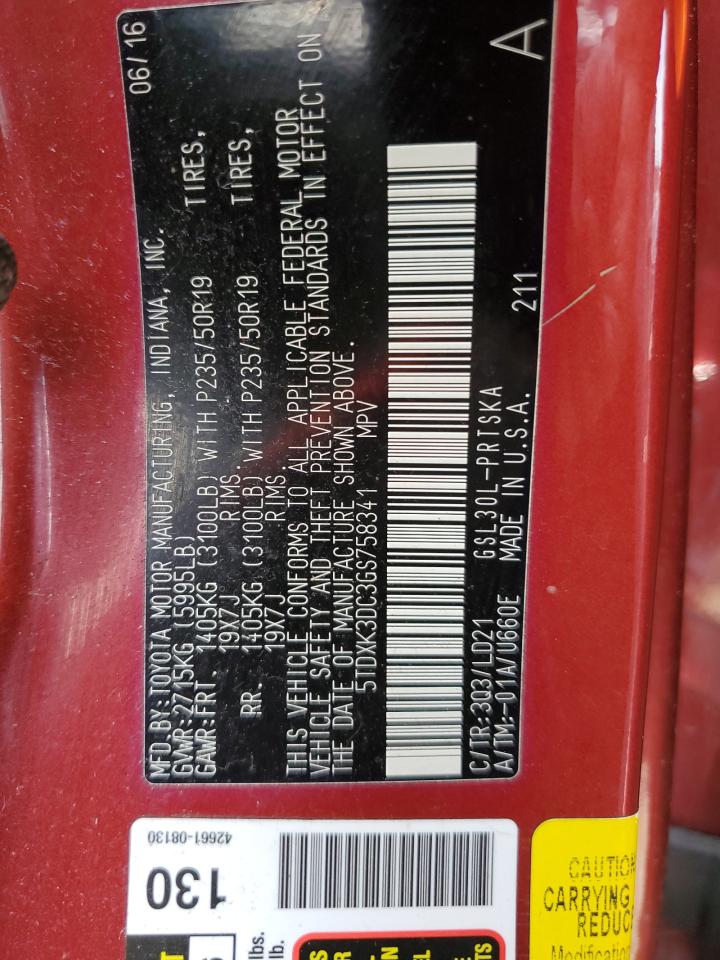 MFD.BY:TOYOTA MOTOR MANUFACTURING, INDIANA, INC. 06/16
GVWR:2715KG (5995LB)
GAWR:FRT. 1405KG (3100LB) WITH P235/50R19 TIRES,
19X7J RIMS.
RR. 1405KG (3100LB) WITH P235/50R19 TIRES,
19X7J RIMS
THIS VEHICLE CONFORMS TO ALL APPLICABLE FEDERAL MOTOR
VEHICLE SAFETY AND THEFT PREVENTION STANDARDS IN EFFECT ON
THE DATE OF MANUFACTURE SHOWN ABOVE.
5TDXK3DC3GS758341 MPV
C/TR:3Q3/LD21 GSL30L-PRTSKA
A/TM:-01A/U660E MADE IN U.S.A. 211
A
42661-08130
130
lbs.
lb.
CAUTION
CARRYING
REDUC
Modification